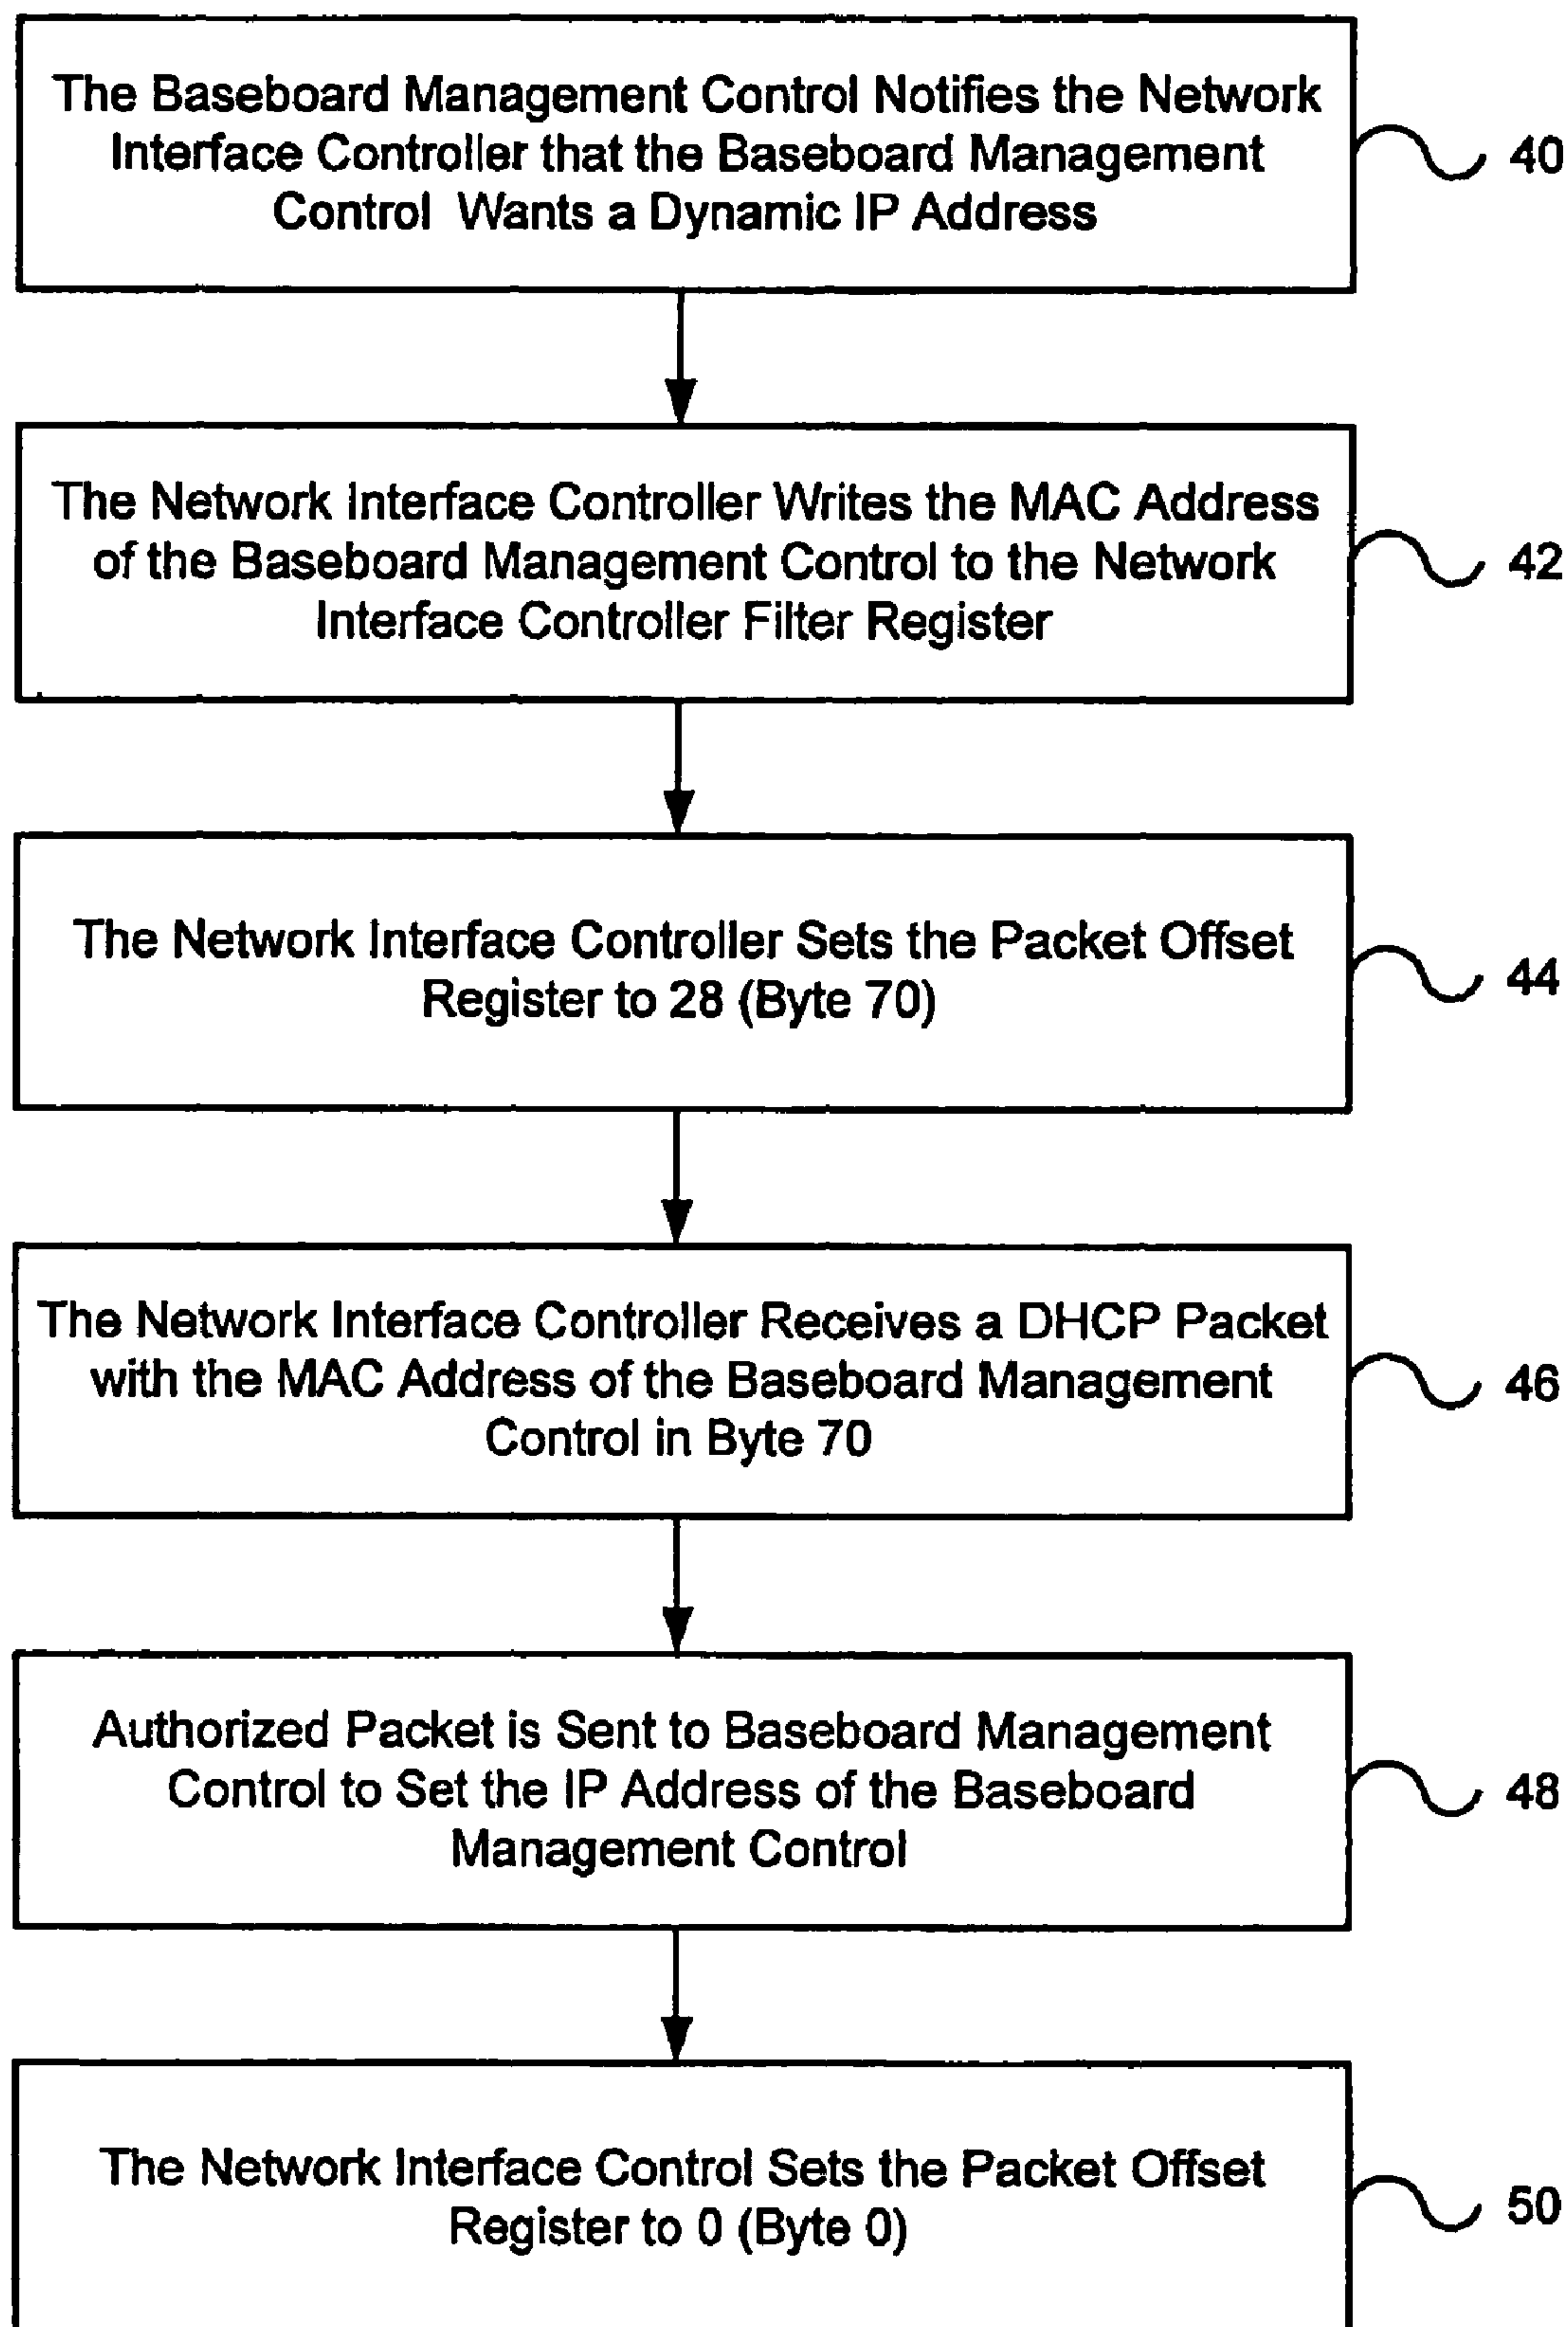 The Baseboard Management Control Notifies the Network
Interface Controller that the Baseboard Management
Control Wants a Dynamic IP Address
40
The Network Interface Controller Writes the MAC Address
of the Baseboard Management Control to the Network
Interface Controller Filter Register
42
The Network Interface Controller Sets the Packet Offset
Register to 28 (Byte 70)
44
The Network Interface Controller Receives a DHCP Packet
with the MAC Address of the Baseboard Management
Control in Byte 70
46
Authorized Packet is Sent to Baseboard Management
Control to Set the IP Address of the Baseboard
Management Control
48
The Network Interface Control Sets the Packet Offset
Register to 0 (Byte 0)
50